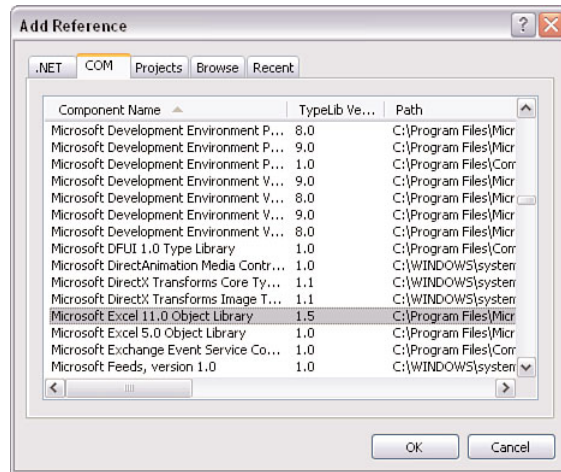 Add Reference
.NET COM Projects Browse Recent
Component Name TypeLib Ve... Path
Microsoft Development Environment P... 8.0 C:\Program Files\Micr
Microsoft Development Environment P... 9.0 C:\Program Files\Micr
Microsoft Development Environment P... 1.0 C:\Program Files\Com
Microsoft Development Environment V... 9.0 C:\Program Files\Micr
Microsoft Development Environment V... 8.0 C:\Program Files\Micr
Microsoft Development Environment V... 9.0 C:\Program Files\Micr
Microsoft Development Environment V... 8.0 C:\Program Files\Micr
Microsoft DFUI 1.0 Type Library 1.0 C:\Program Files\Com
Microsoft DirectAnimation Media Contr... 1.0 C:\WINDOWS\system
Microsoft DirectX Transforms Core Ty... 1.1 C:\WINDOWS\system
Microsoft DirectX Transforms Image T... 1.1 C:\WINDOWS\system
Microsoft Excel 11.0 Object Library 1.5 C:\Program Files\Micr
Microsoft Excel 5.0 Object Library 1.0 C:\Program Files\Micr
Microsoft Exchange Event Service Co... 1.0 C:\Program Files\Com
Microsoft Feeds, version 1.0 1.0 C:\WINDOWS\system
OK Cancel